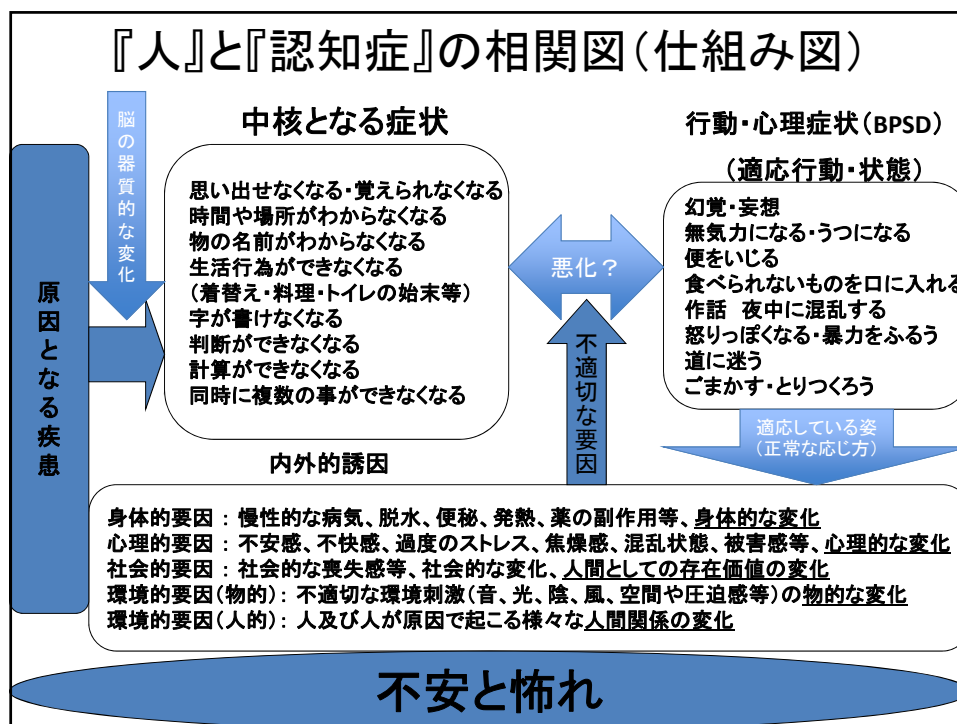 『人』と『認知症』の相関図(仕組み図)
脳の器質的な変化
中核となる症状
行動・心理症状(BPSD)
(適応行動・状態)
原因となる疾患
思い出せなくなる・覚えられなくなる
時間や場所がわからなくなる
物の名前がわからなくなる
生活行為ができなくなる
(着替え・料理・トイレの始末等)
字が書けなくなる
判断ができなくなる
計算ができなくなる
同時に複数の事ができなくなる
悪化？
不適切な要因
幻覚・妄想
無気力になる・うつになる
便をいじる
食べられないものを口に入れる
作話 夜中に混乱する
怒りっぽくなる・暴力をふるう
道に迷う
ごまかす・とりつくろう
適応している姿
(正常な応じ方)
内外的誘因
身体的要因：慢性的な病気、脱水、便秘、発熱、薬の副作用等、身体的な変化
心理的要因：不安感、不快感、過度のストレス、焦燥感、混乱状態、被害感等、心理的な変化
社会的要因：社会的な喪失感等、社会的な変化、人間としての存在価値の変化
環境的要因(物的)：不適切な環境刺激(音、光、陰、風、空間や圧迫感等)の物的な変化
環境的要因(人的)：人及び人が原因で起こる様々な人間関係の変化
不安と怖れ